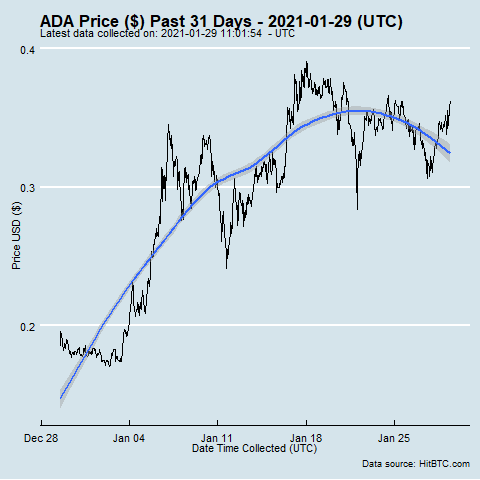 ADA Price ($) Past 31 Days - 2021-01-29 (UTC)
Latest data collected on: 2021-01-29 11:01:54  - UTC
0.4
0.3
0.2
Price USD ($)
Dec 28
Jan 04
Jan 11
Jan 18
Jan 25
Date Time Collected (UTC)
Data source: HitBTC.com